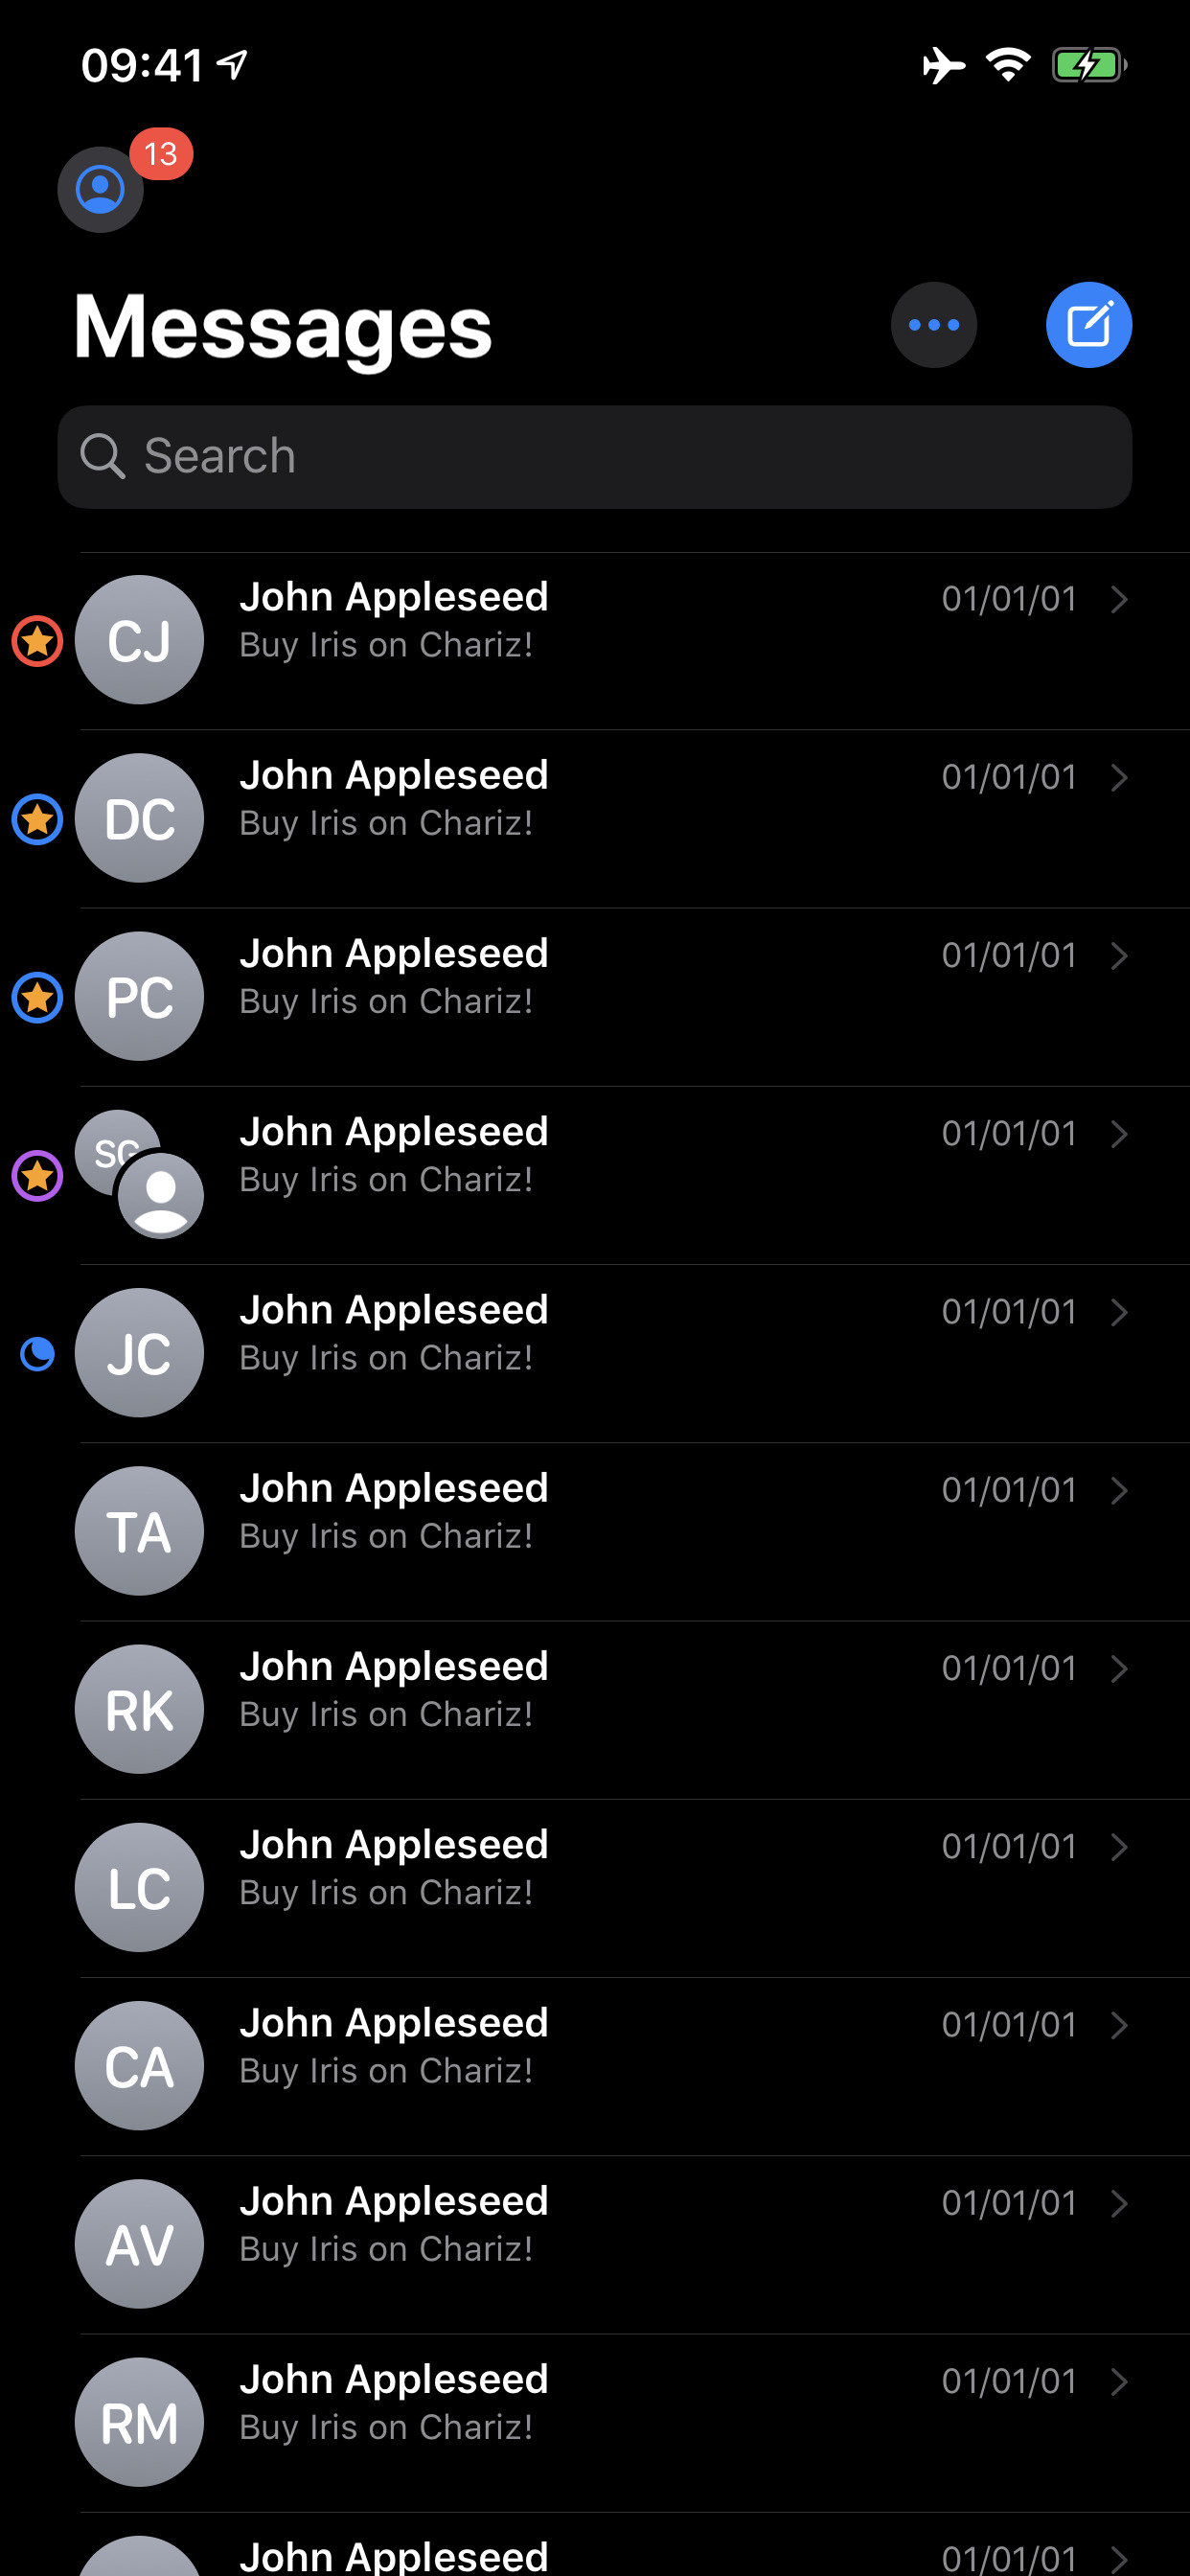 09:41
13
Messages
Search
CJ
John Appleseed
01/01/01
Buy Iris on Chariz!
DC
John Appleseed
01/01/01
Buy Iris on Chariz!
PC
John Appleseed
01/01/01
Buy Iris on Chariz!
SG
John Appleseed
01/01/01
Buy Iris on Chariz!
JC
John Appleseed
01/01/01
Buy Iris on Chariz!
TA
John Appleseed
01/01/01
Buy Iris on Chariz!
RK
John Appleseed
01/01/01
Buy Iris on Chariz!
LC
John Appleseed
01/01/01
Buy Iris on Chariz!
CA
John Appleseed
01/01/01
Buy Iris on Chariz!
AV
John Appleseed
01/01/01
Buy Iris on Chariz!
RM
John Appleseed
01/01/01
Buy Iris on Chariz!
John Appleseed
01/01/01